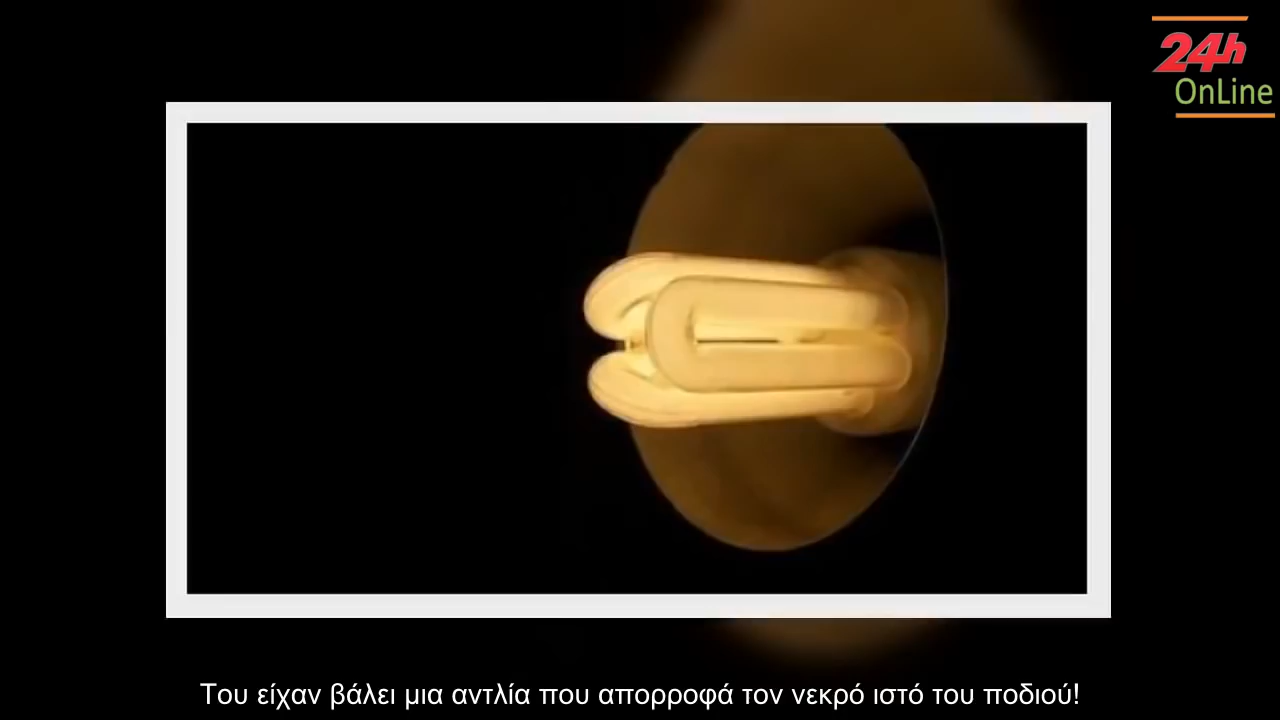 24h
OnLine
Του είχαν βάλει μια αντλία που απορροφά τον νεκρό ιστό του ποδιού!